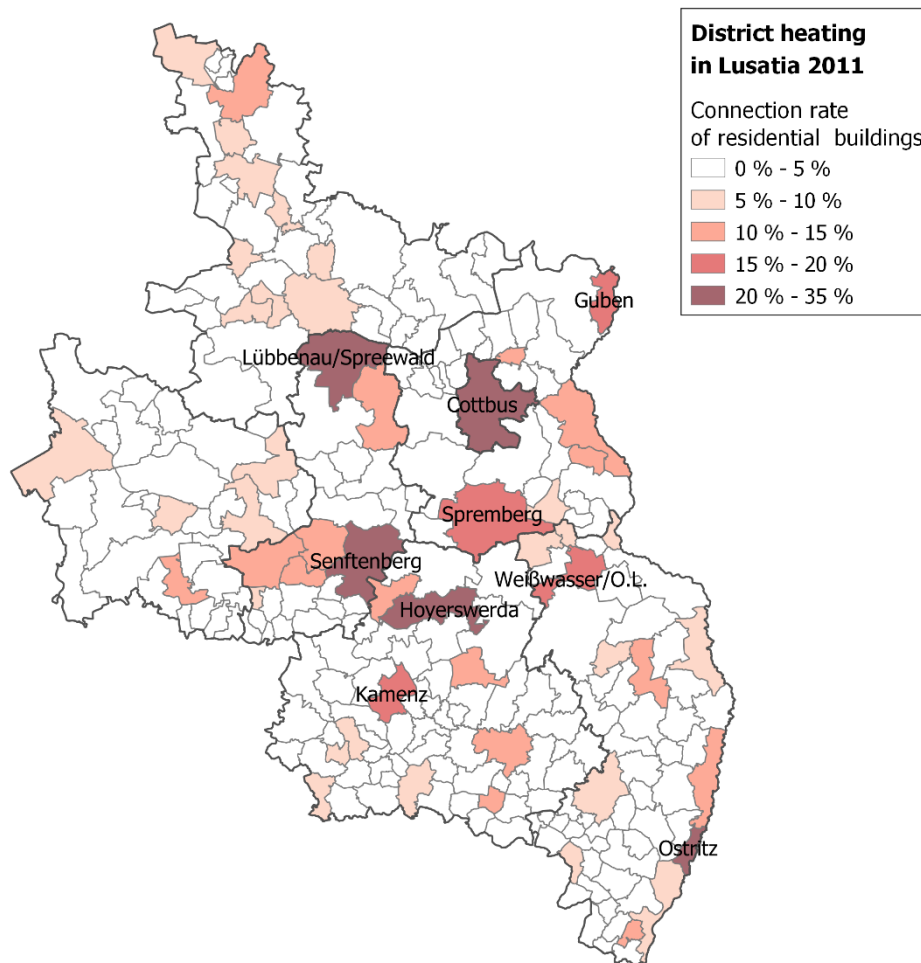 District heating
in Lusatia 2011
Connection rate
of residential buildings
0 % - 5 %
5 % - 10 %
10 % - 15 %
15 % - 20 %
20 % - 35 %
Guben
Lübbenau/Spreewald
Cottbus
Spremberg
Senftenberg
Weißwasser/O.L.
Hoyerswerda
Kamenz
Ostritz